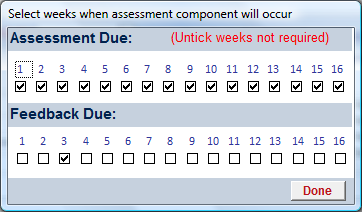 Select weeks when assessment component will occur
Assessment Due: (Untick weeks not required)
1 2 3 4 5 6 7 8 9 10 11 12 13 14 15 16
Feedback Due:
1 2 3 4 5 6 7 8 9 10 11 12 13 14 15 16
Done